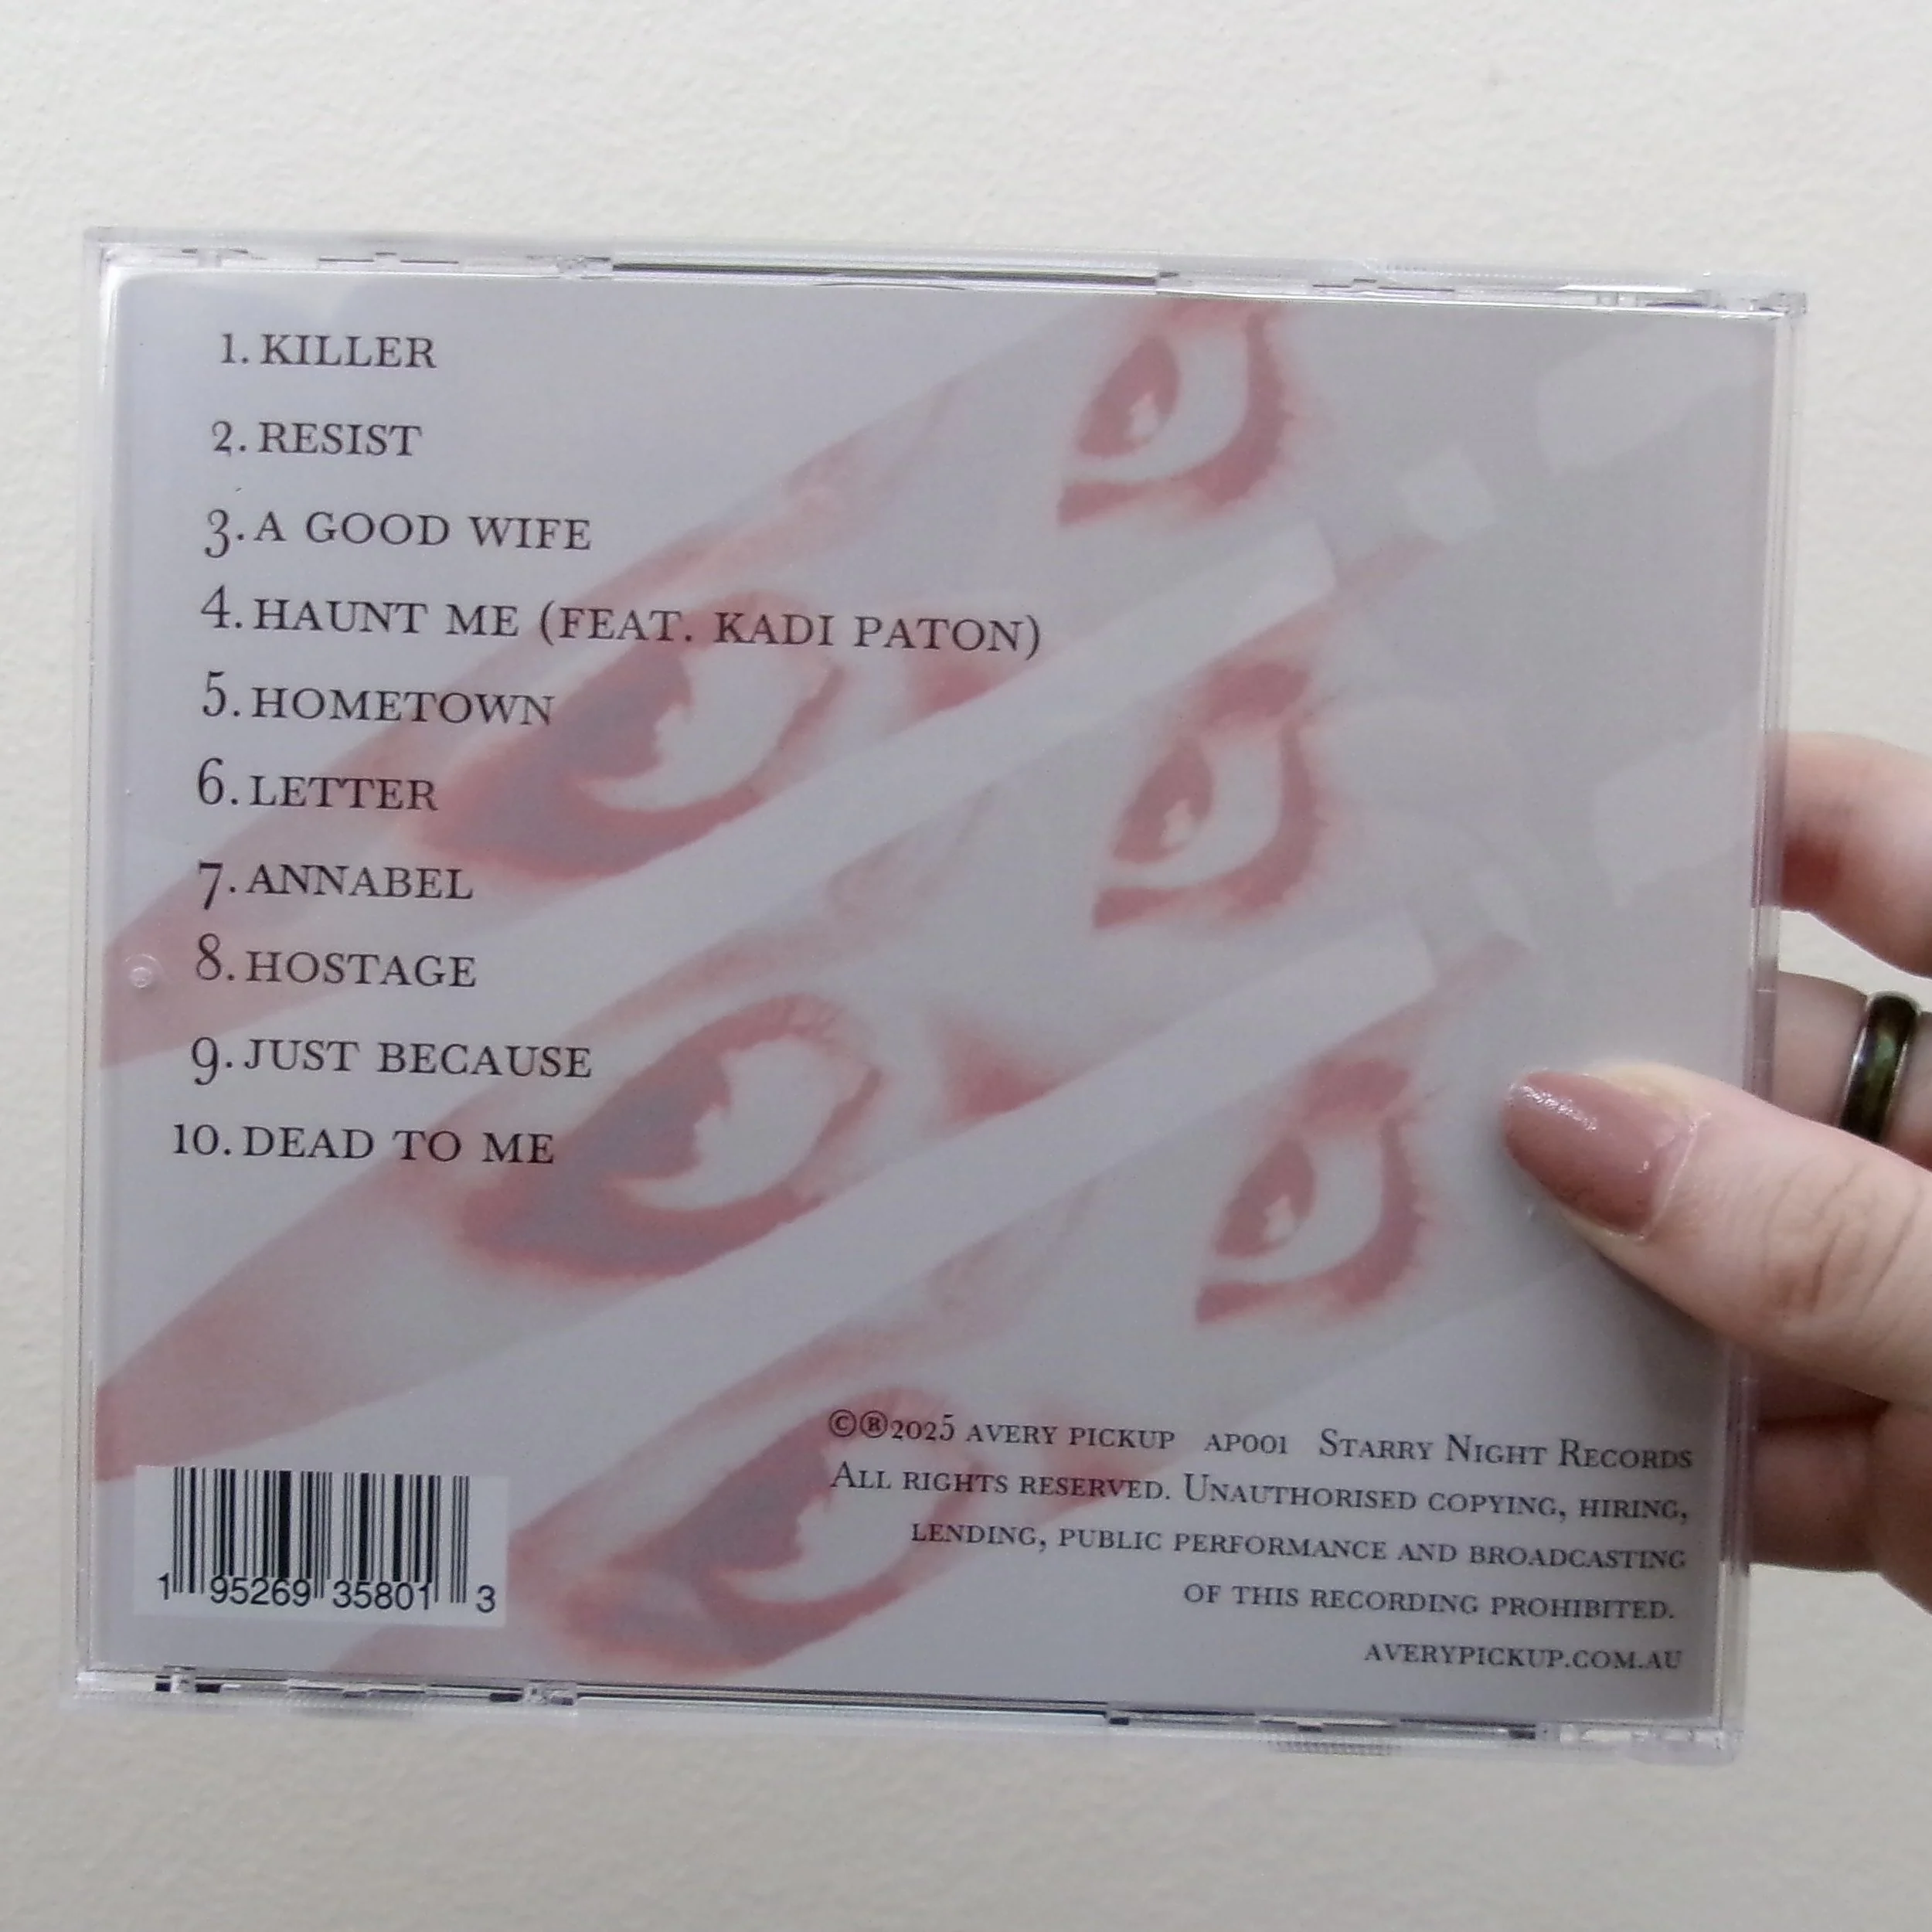 1. KILLER
2. RESIST
3. A GOOD WIFE
4. HAUNT ME (FEAT. KADI PATON)
5. HOMETOWN
6. LETTER
7. ANNABEL
8. HOSTAGE
9. JUST BECAUSE
10. DEAD TO ME
©®2025 AVERY PICKUP AP001 STARRY NIGHT RECORDS
ALL RIGHTS RESERVED. UNAUTHORISED COPYING, HIRING,
LENDING, PUBLIC PERFORMANCE AND BROADCASTING
OF THIS RECORDING PROHIBITED.
AVERYPICKUP.COM.AU
1 95269 35801 3